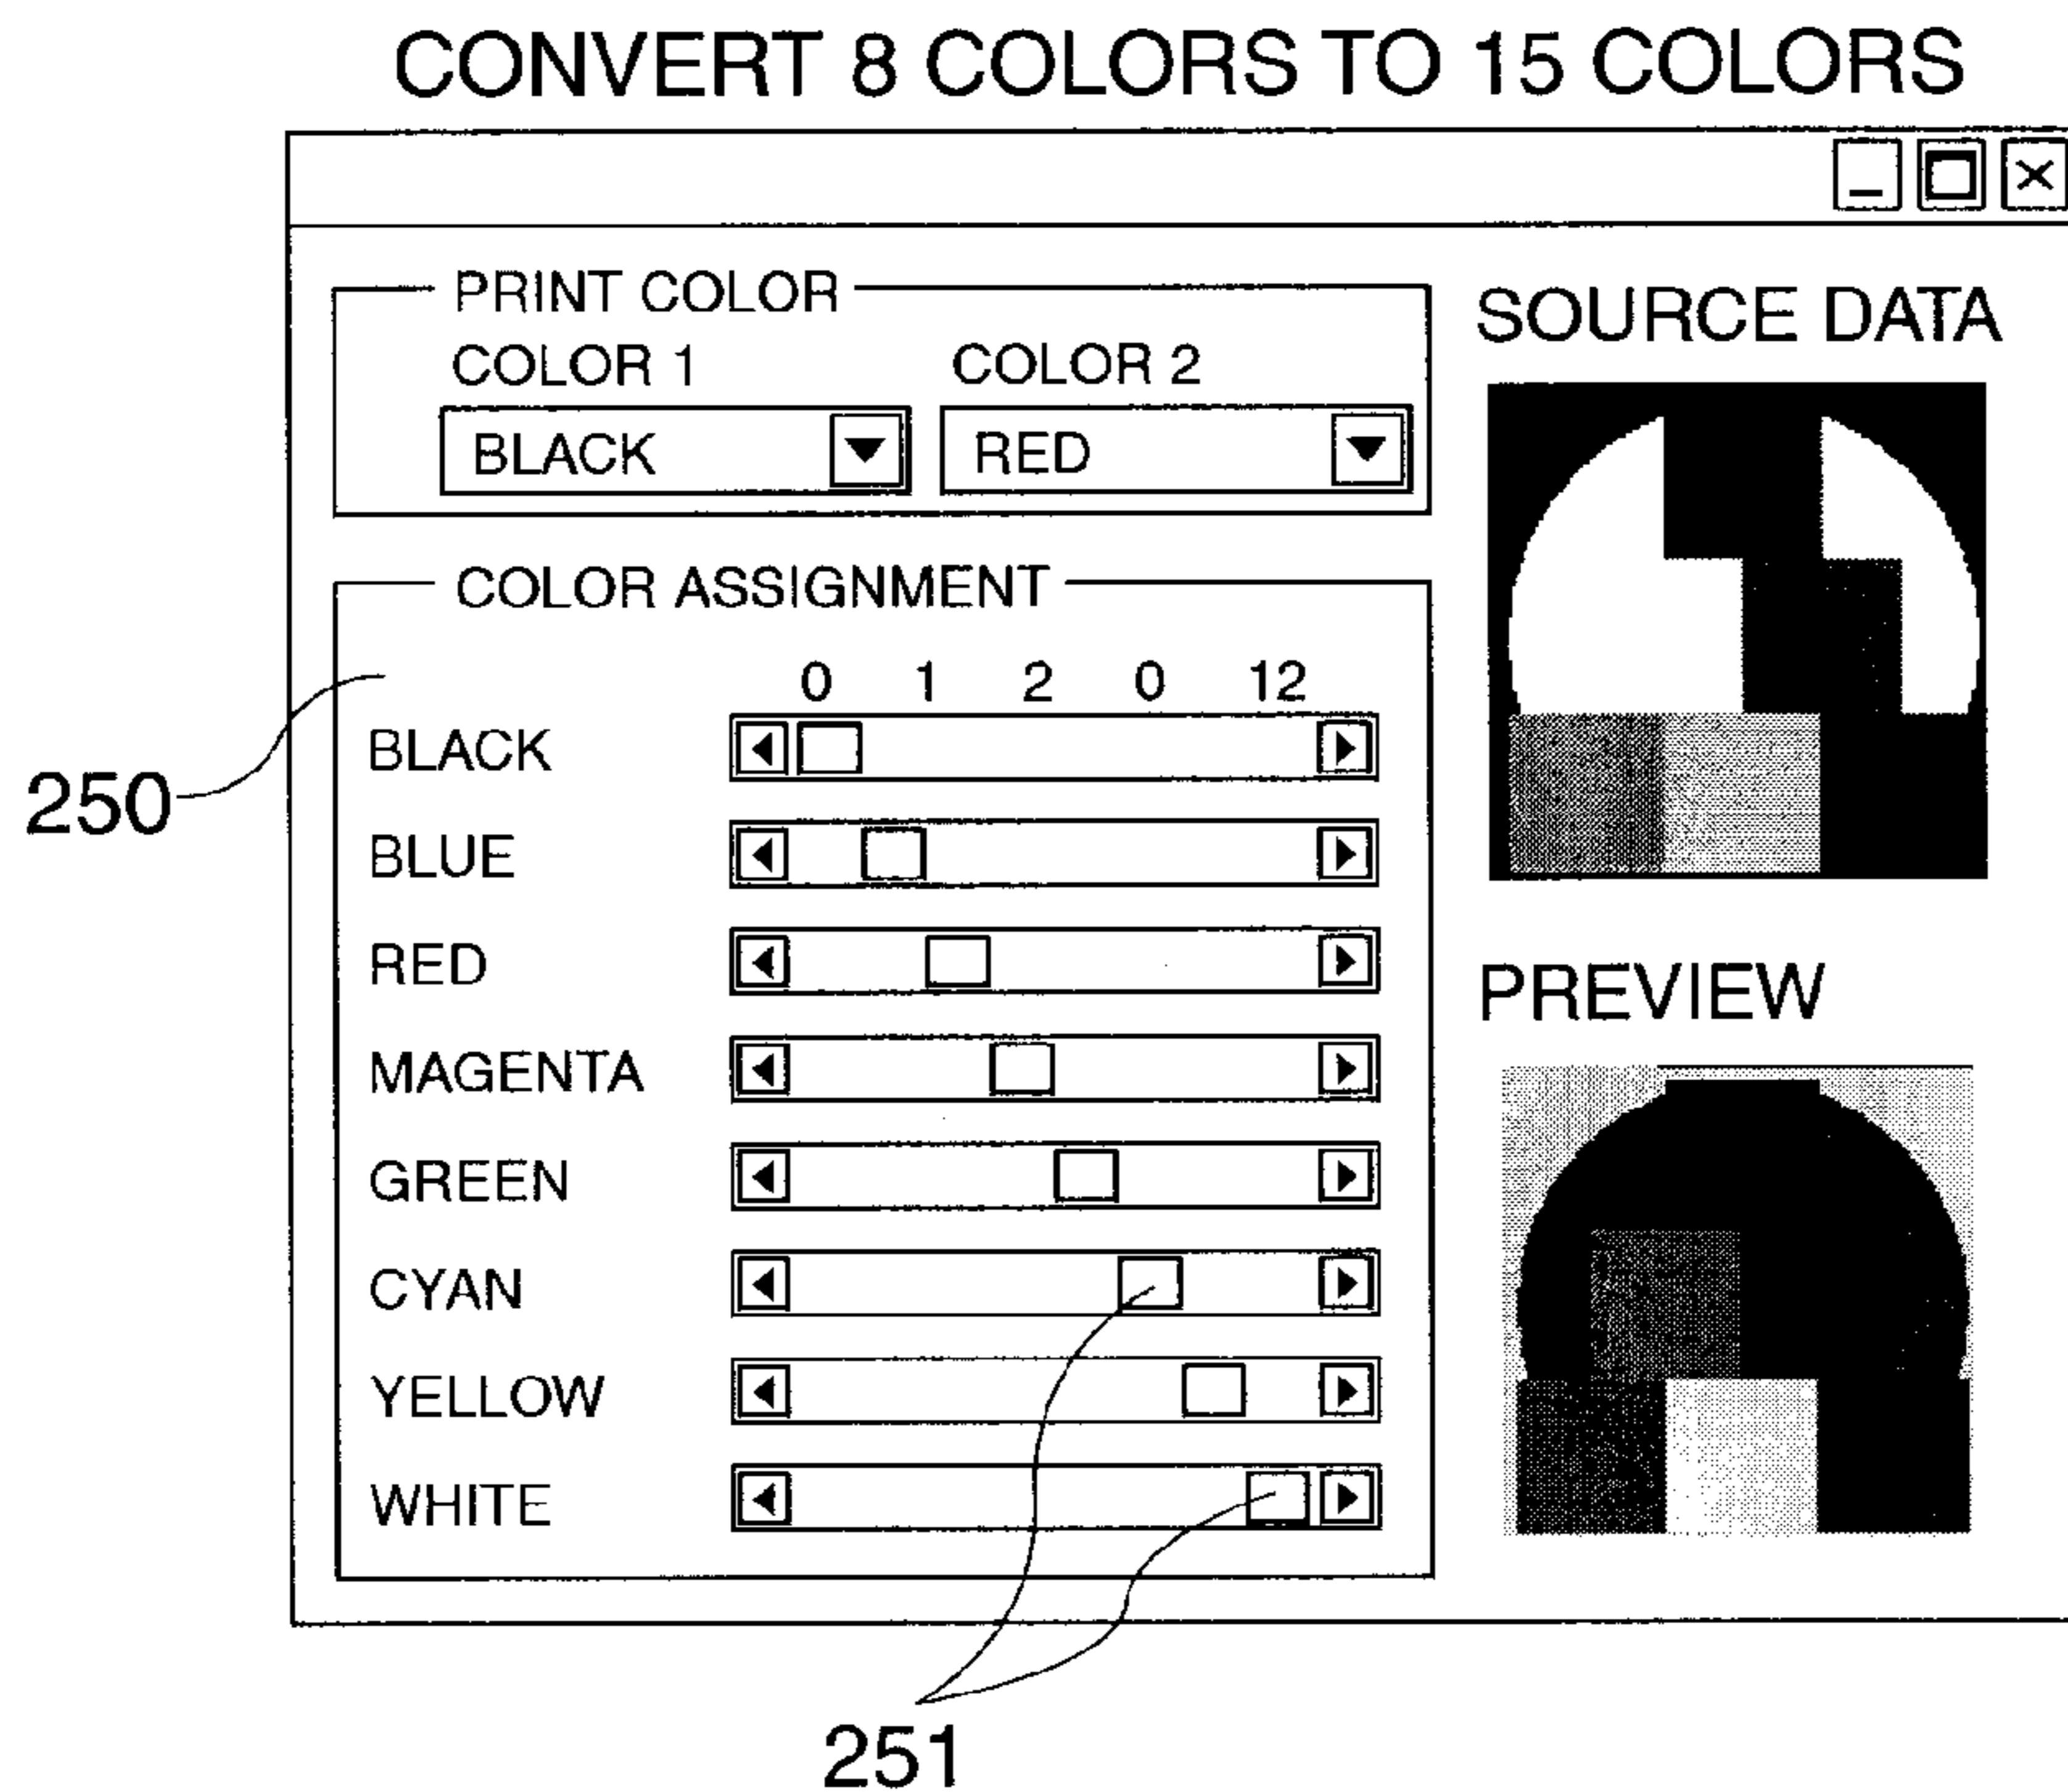 CONVERT 8 COLORS TO 15 COLORS
PRINT COLOR
COLOR 1 COLOR 2
BLACK RED
SOURCE DATA
COLOR ASSIGNMENT
0 1 2 0 12
BLACK
BLUE
RED
MAGENTA
GREEN
CYAN
YELLOW
WHITE
PREVIEW
250
251